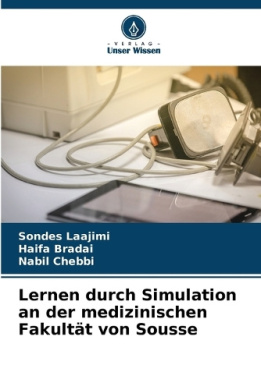 VERLAG
Unser Wissen
Sondes Laajimi
Haifa Bradai
Nabil Chebbi
Lernen durch Simulation
an der medizinischen
Fakultät von Sousse